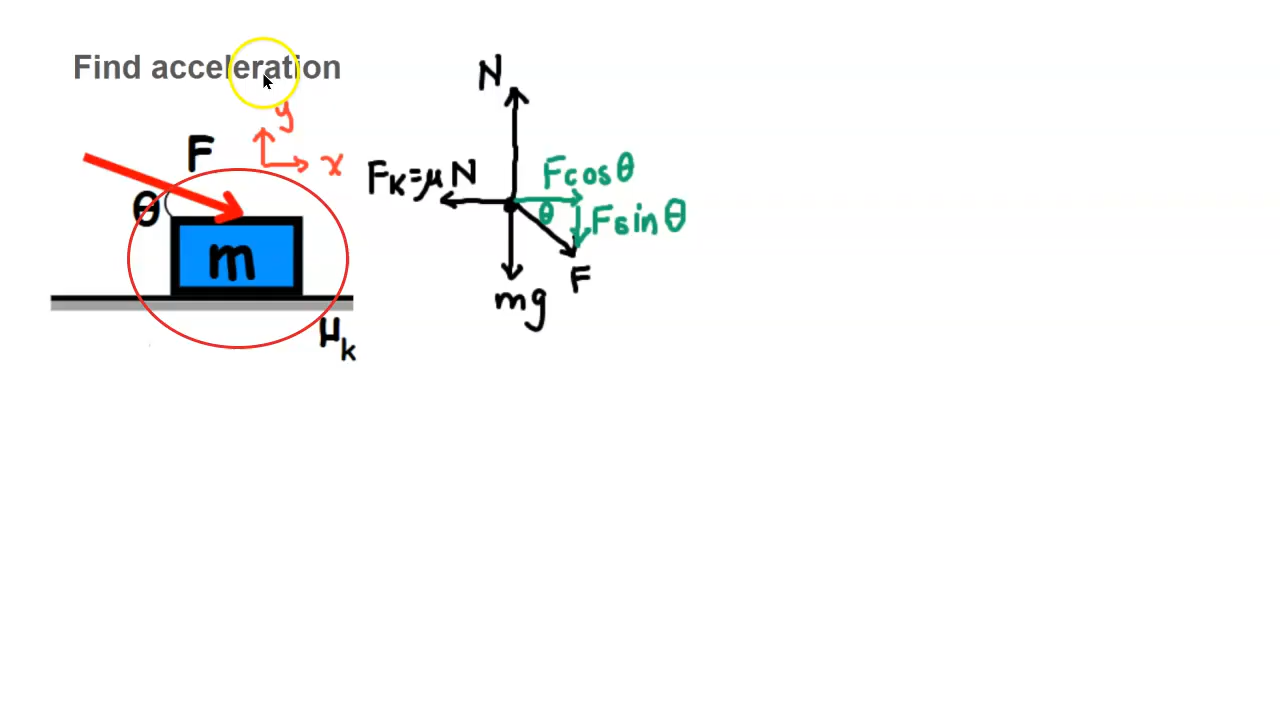 Find acceleration
y
x
F
θ
m
μk
N
Fk=μN
Fcosθ
θ
Fsinθ
F
mg